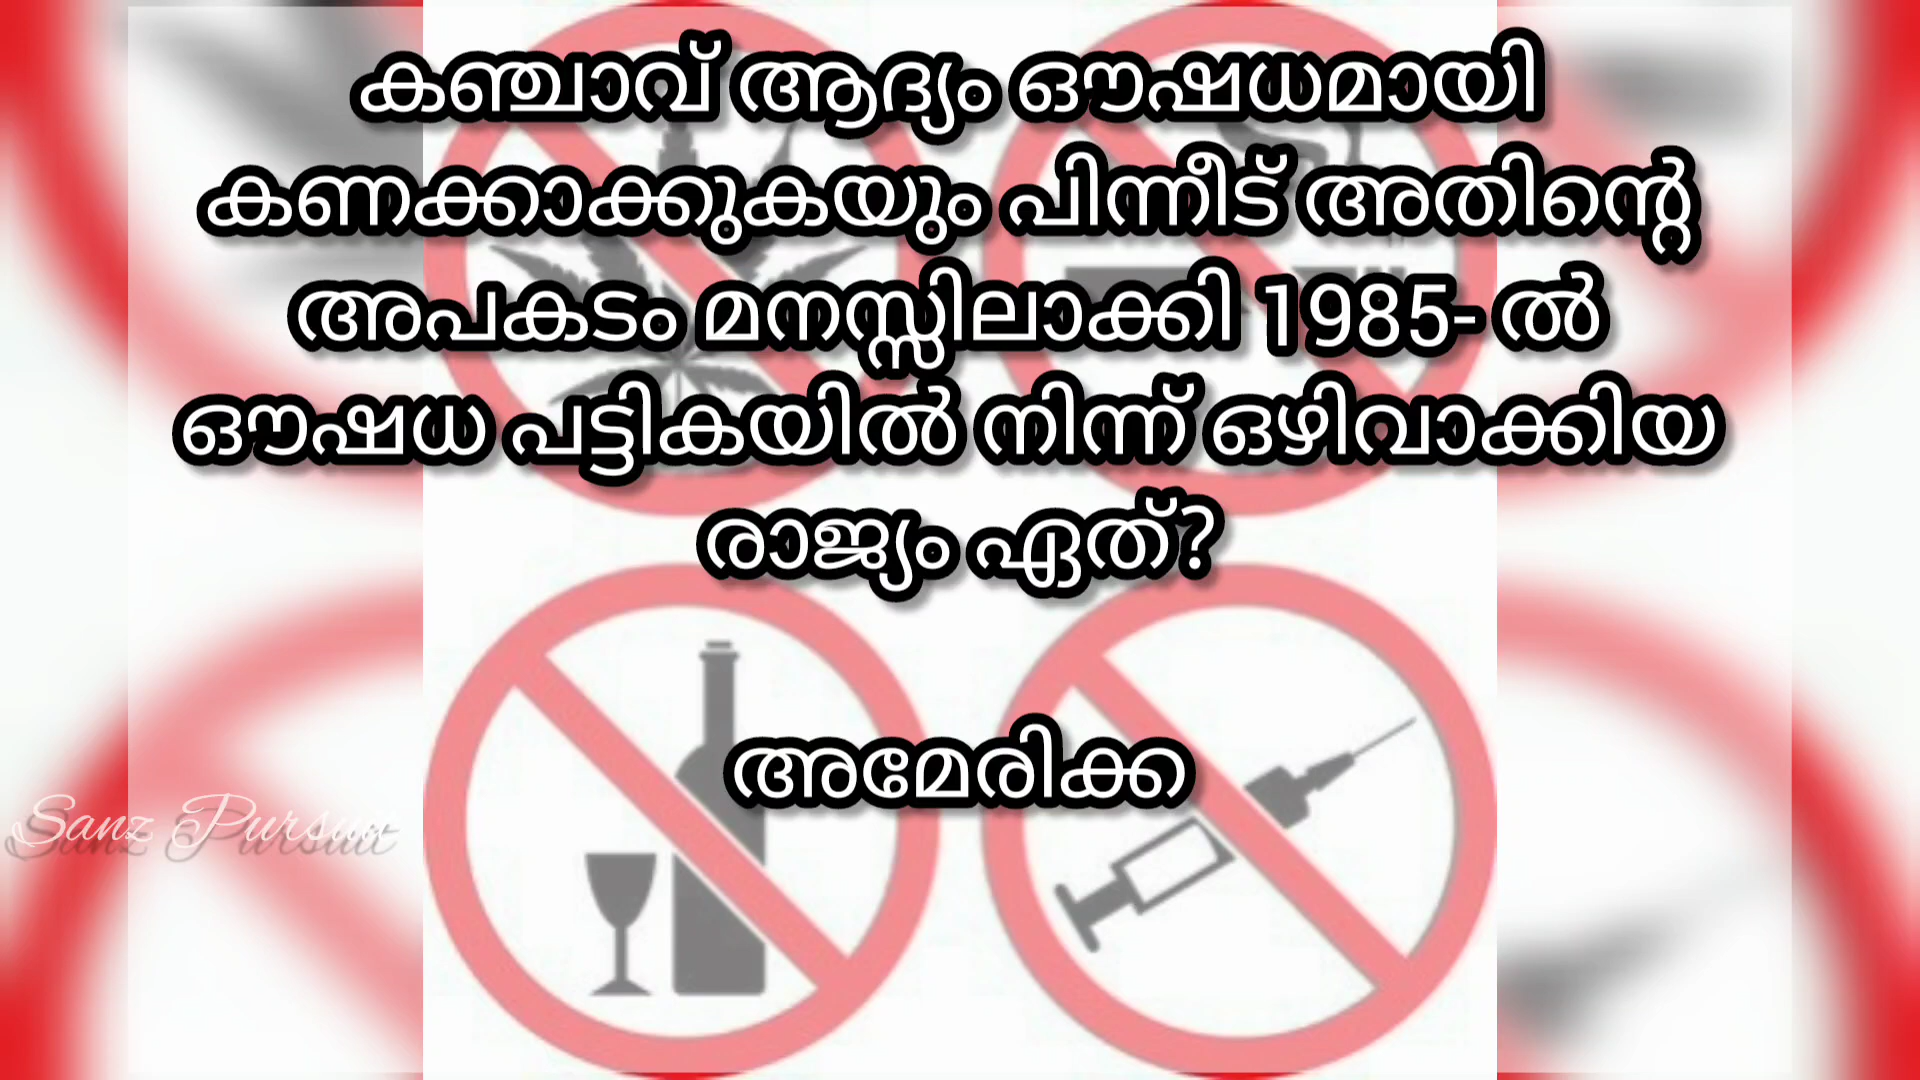 കഞ്ചാവ് ആദ്യം ഔഷധമായി
കണക്കാക്കുകയും പിന്നീട് അതിന്റെ
അപകടം മനസ്സിലാക്കി 1985- ൽ
ഔഷധ പട്ടികയിൽ നിന്ന് ഒഴിവാക്കിയ
രാജ്യം ഏത്?
അമേരിക്ക
Sanz Pursuit